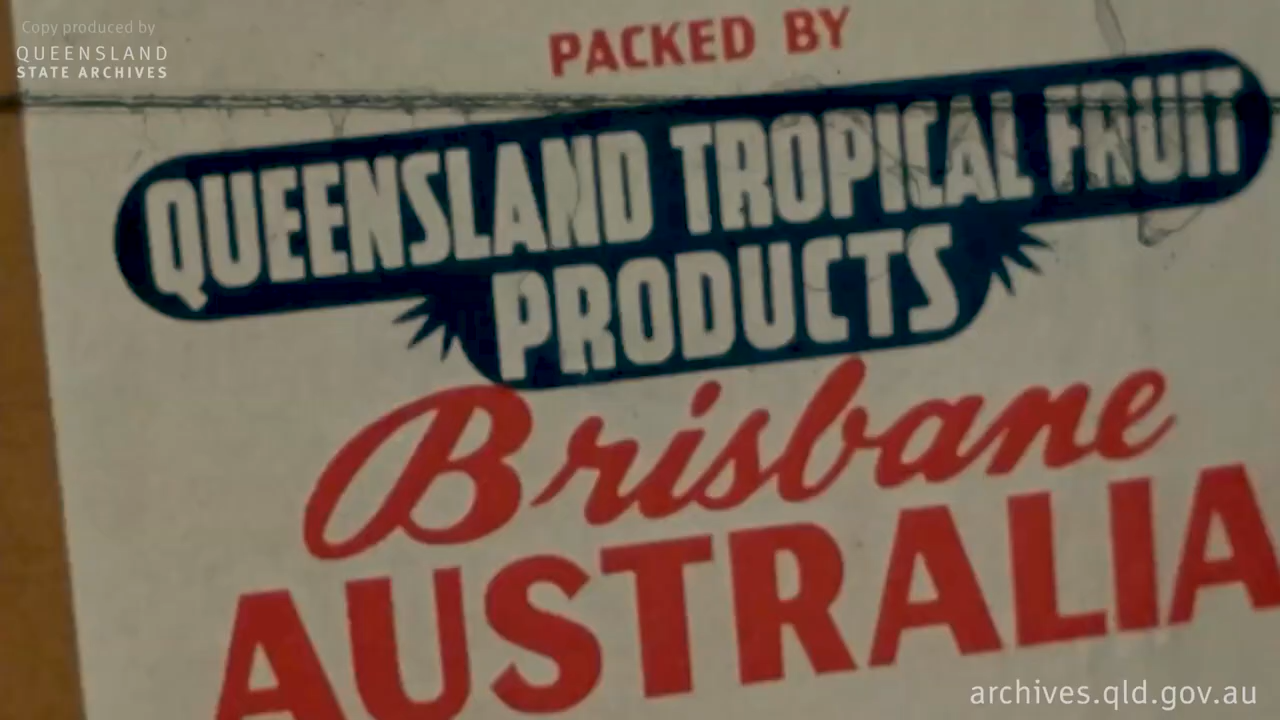 Copy produced by
QUEENSLAND
STATE ARCHIVES
PACKED BY
QUEENSLAND TROPICAL FRUIT
PRODUCTS
Brisbane
AUSTRALIA
archives.qld.gov.au